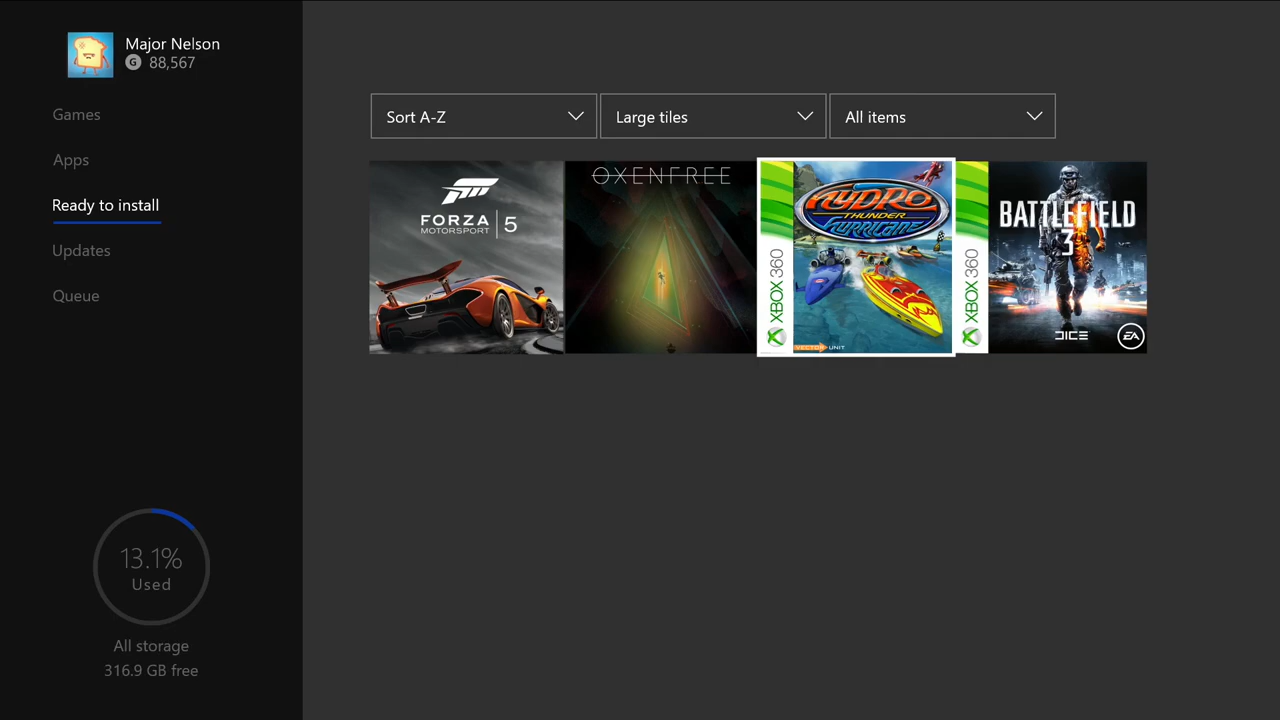 Major Nelson
G 88,567
Games
Apps
Ready to install
Updates
Queue
13.1%
Used
All storage
316.9 GB free
Sort A-Z
Large tiles
All items
FORZA
MOTORSPORT
5
OXENFREE
XBOX 360
HYDRO
THUNDER
HURRICANE
VECTOR UNIT
XBOX 360
BATTLEFIELD
3
DICE
EA